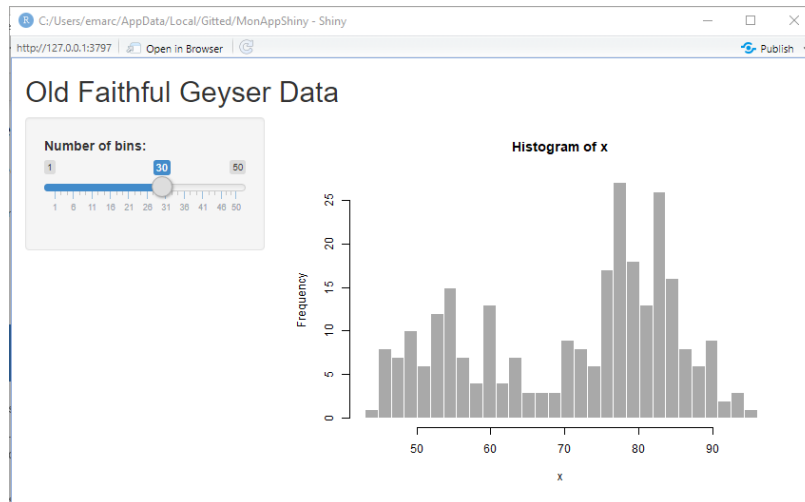 C:/Users/emarc/AppData/Local/Gitted/MonAppShiny - Shiny
http://127.0.0.1:3797 Open in Browser Publish
Old Faithful Geyser Data
Number of bins:
1 30 50
1 6 11 16 21 26 31 36 41 46 50
Histogram of x
Frequency
25
20
15
10
5
0
50 60 70 80 90
x